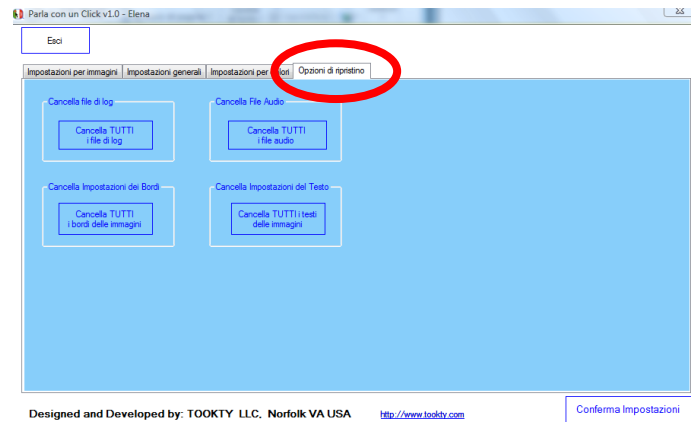 Parla con un Click v1.0 - Elena
Esci
Impostazioni per immagini Impostazioni generali Impostazioni per Opzioni di ripristino
Cancella file di log
Cancella TUTTI
i file di log
Cancella File Audio
Cancella TUTTI
i file audio
Cancella Impostazioni dei Bordi
Cancella TUTTI
i bordi delle immagini
Cancella Impostazioni del Testo
Cancella TUTTI i testi
delle immagini
Designed and Developed by: TOOKTY LLC, Norfolk VA USA http://www.tookty.com
Conferma Impostazioni